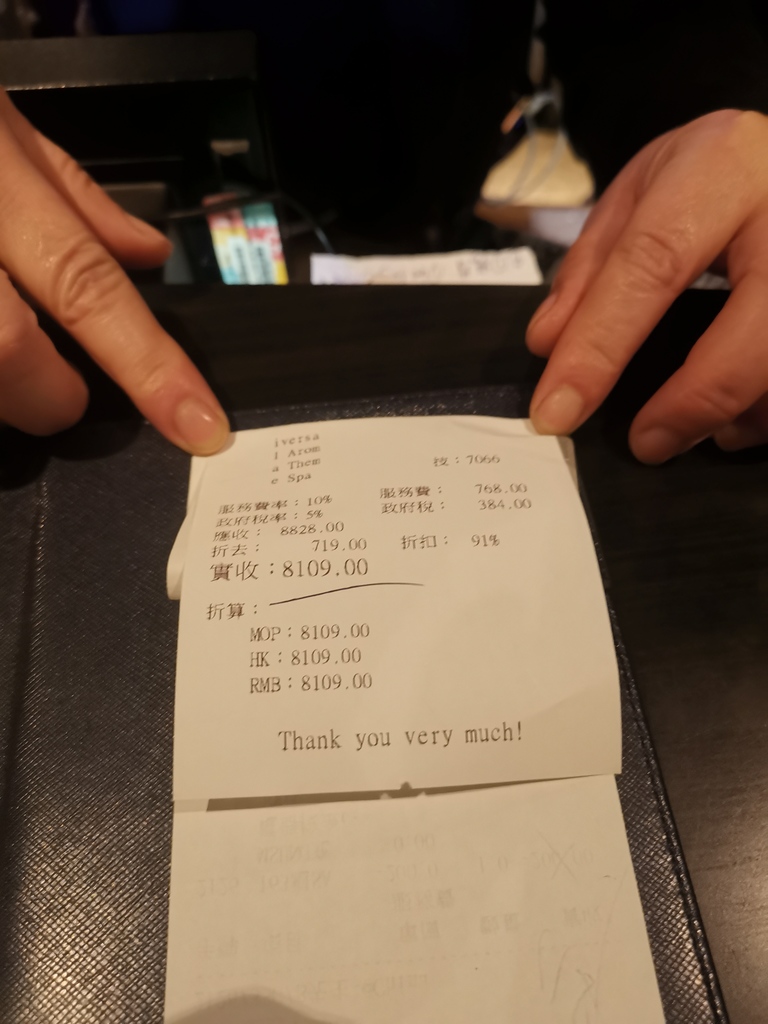 iversa
l Arom
a Them
e Spa
技：7066
服務費率：10% 服務費： 768.00
政府稅率：5% 政府稅： 384.00
應收： 8828.00
折去： 719.00 折扣： 91%
實收：8109.00
折算：
MOP：8109.00
HK：8109.00
RMB：8109.00
Thank you very much!